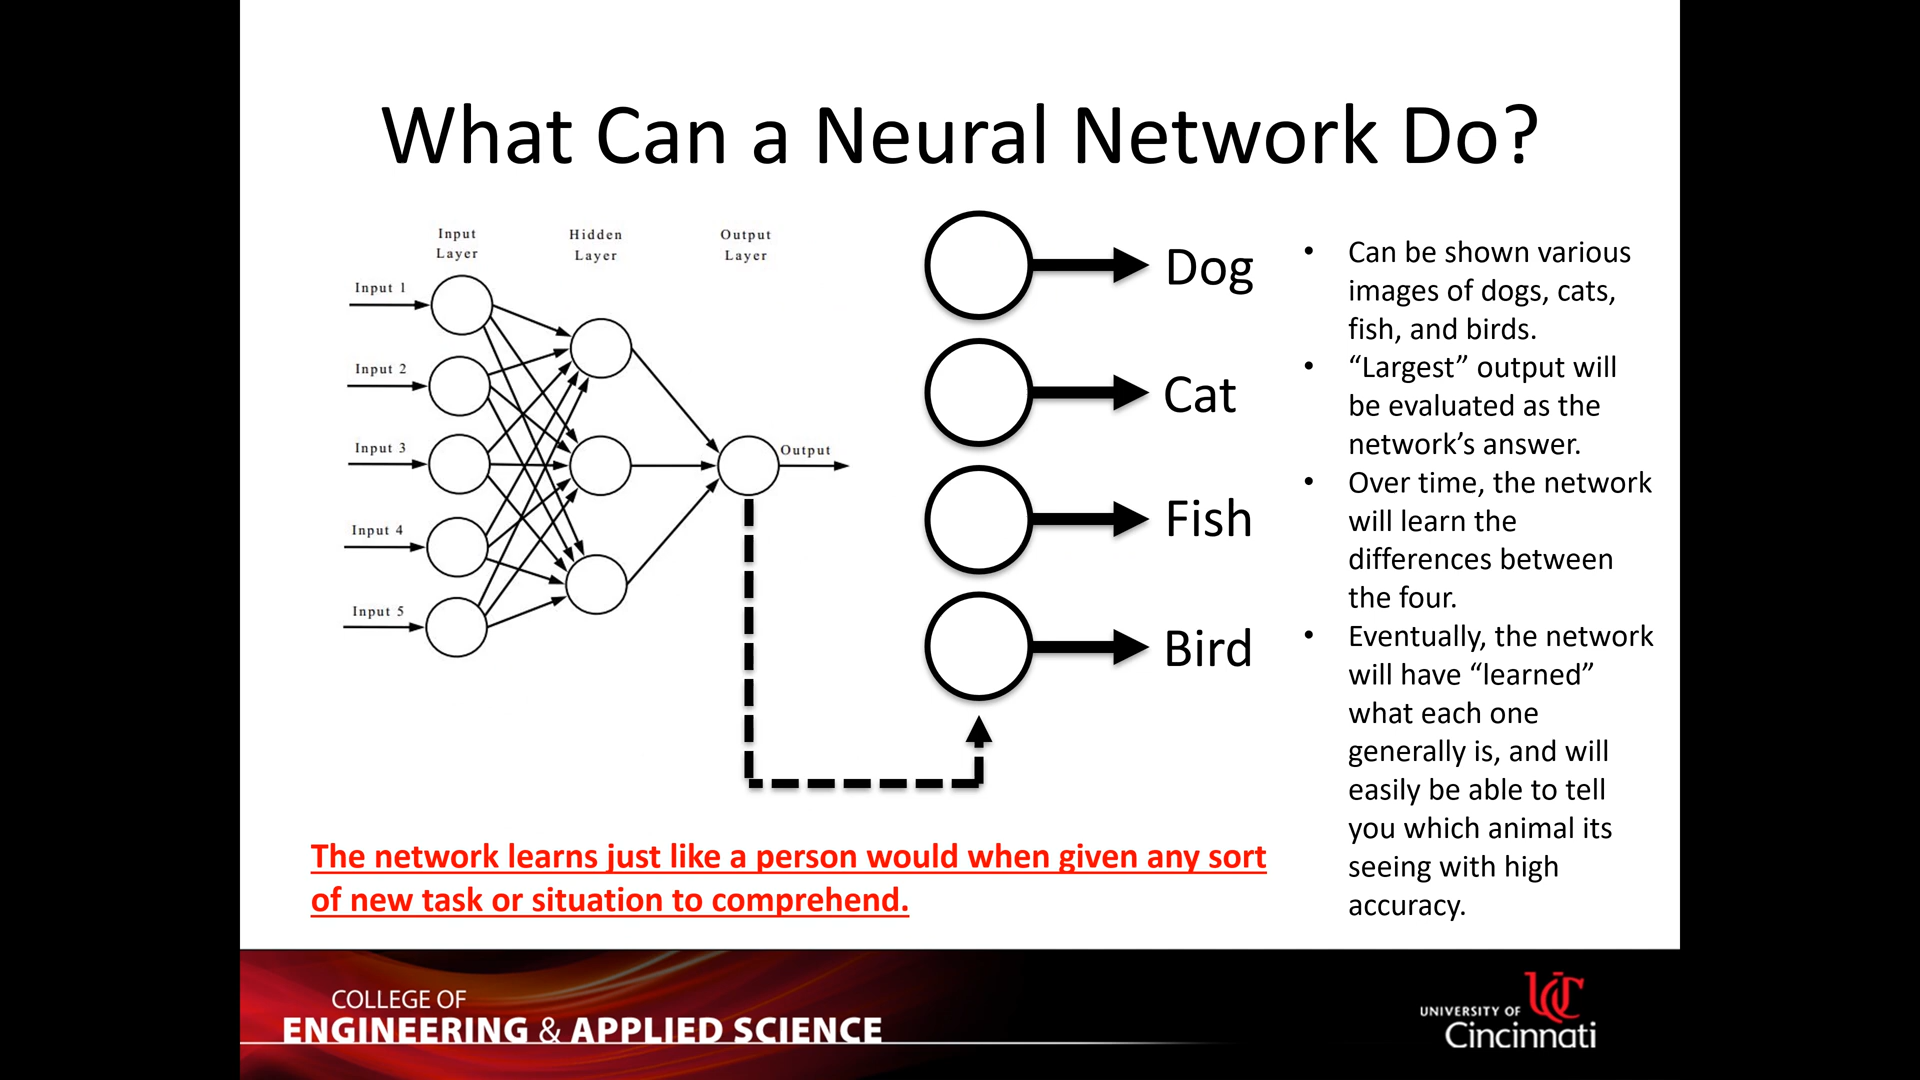 What Can a Neural Network Do?
Input
Layer
Hidden
Layer
Output
Layer
Input 1
Input 2
Input 3
Input 4
Input 5
Output
Dog
Cat
Fish
Bird
• Can be shown various
images of dogs, cats,
fish, and birds.
• “Largest” output will
be evaluated as the
network’s answer.
• Over time, the network
will learn the
differences between
the four.
• Eventually, the network
will have “learned”
what each one
generally is, and will
easily be able to tell
you which animal its
seeing with high
accuracy.
The network learns just like a person would when given any sort
of new task or situation to comprehend.
COLLEGE OF
ENGINEERING & APPLIED SCIENCE
UC
UNIVERSITY OF
Cincinnati